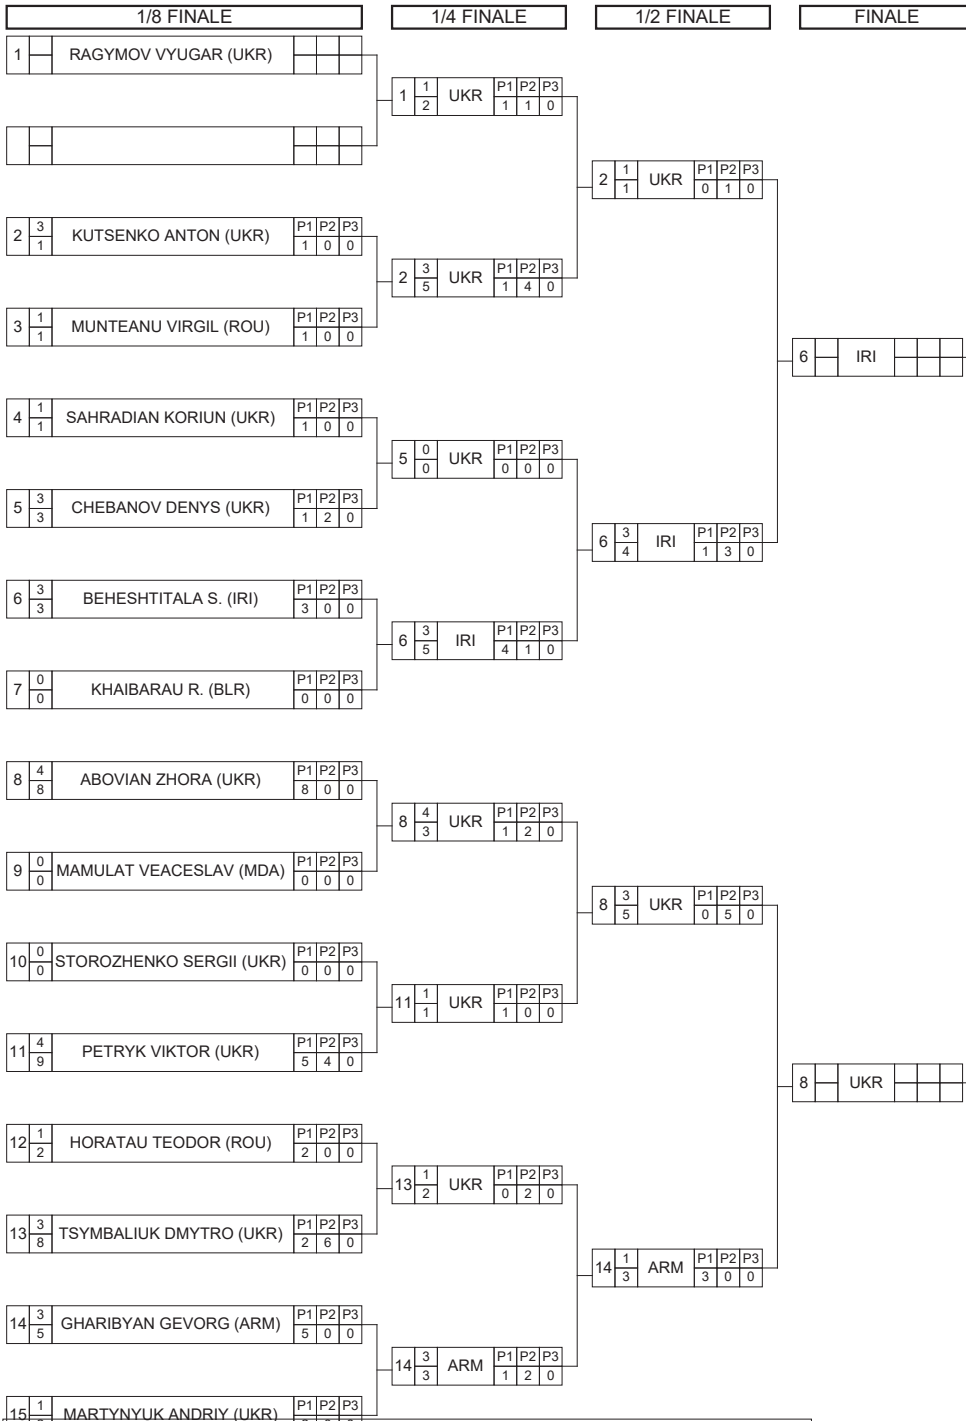 1/8 FINALE 1/4 FINALE 1/2 FINALE FINALE
1 RAGYMOV VYUGAR (UKR)
1 1 2 UKR P1 P2 P3 1 1 0
2 1 1 UKR P1 P2 P3 0 1 0
2 3 1 KUTSENKO ANTON (UKR) P1 P2 P3 1 0 0
2 3 5 UKR P1 P2 P3 1 4 0
3 1 1 MUNTEANU VIRGIL (ROU) P1 P2 P3 1 0 0
6 IRI
4 1 1 SAHRADIAN KORIUN (UKR) P1 P2 P3 1 0 0
5 0 0 UKR P1 P2 P3 0 0 0
5 3 3 CHEBANOV DENYS (UKR) P1 P2 P3 1 2 0
6 3 4 IRI P1 P2 P3 1 3 0
6 3 3 BEHESHTITALA S. (IRI) P1 P2 P3 3 0 0
6 3 5 IRI P1 P2 P3 4 1 0
7 0 0 KHAIBARAU R. (BLR) P1 P2 P3 0 0 0
8 4 8 ABOVIAN ZHORA (UKR) P1 P2 P3 8 0 0
8 4 3 UKR P1 P2 P3 1 2 0
9 0 0 MAMULAT VEACESLAV (MDA) P1 P2 P3 0 0 0
8 3 5 UKR P1 P2 P3 0 5 0
10 0 0 STOROZHENKO SERGII (UKR) P1 P2 P3 0 0 0
11 1 1 UKR P1 P2 P3 1 0 0
11 4 9 PETRYK VIKTOR (UKR) P1 P2 P3 5 4 0
8 UKR
12 1 2 HORATAU TEODOR (ROU) P1 P2 P3 2 0 0
13 1 2 UKR P1 P2 P3 0 2 0
13 3 8 TSYMBALIUK DMYTRO (UKR) P1 P2 P3 2 6 0
14 1 3 ARM P1 P2 P3 3 0 0
14 3 5 GHARIBYAN GEVORG (ARM) P1 P2 P3 5 0 0
14 3 3 ARM P1 P2 P3 1 2 0
15 1 MARTYNYUK ANDRIY (UKR) P1 P2 P3